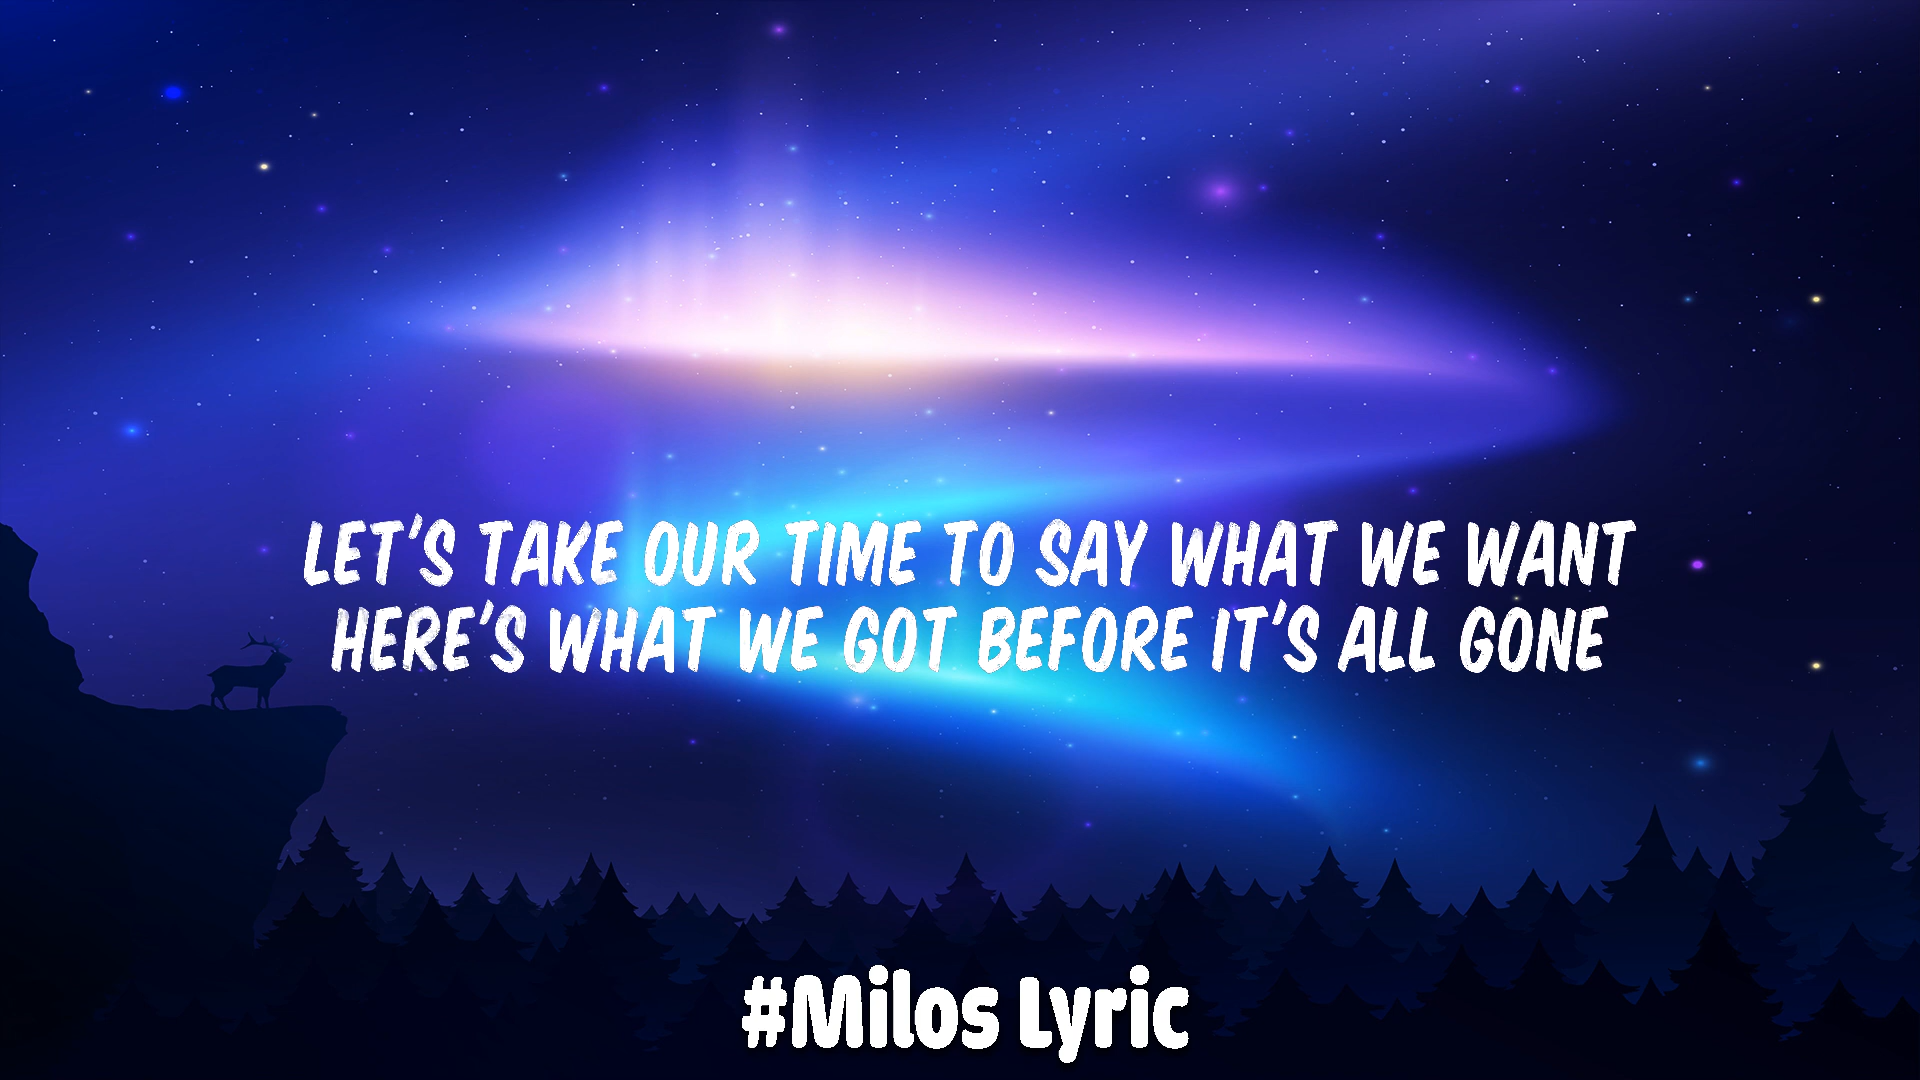 LET'S TAKE OUR TIME TO SAY WHAT WE WANT
HERE'S WHAT WE GOT BEFORE IT'S ALL GONE
#Milos Lyric